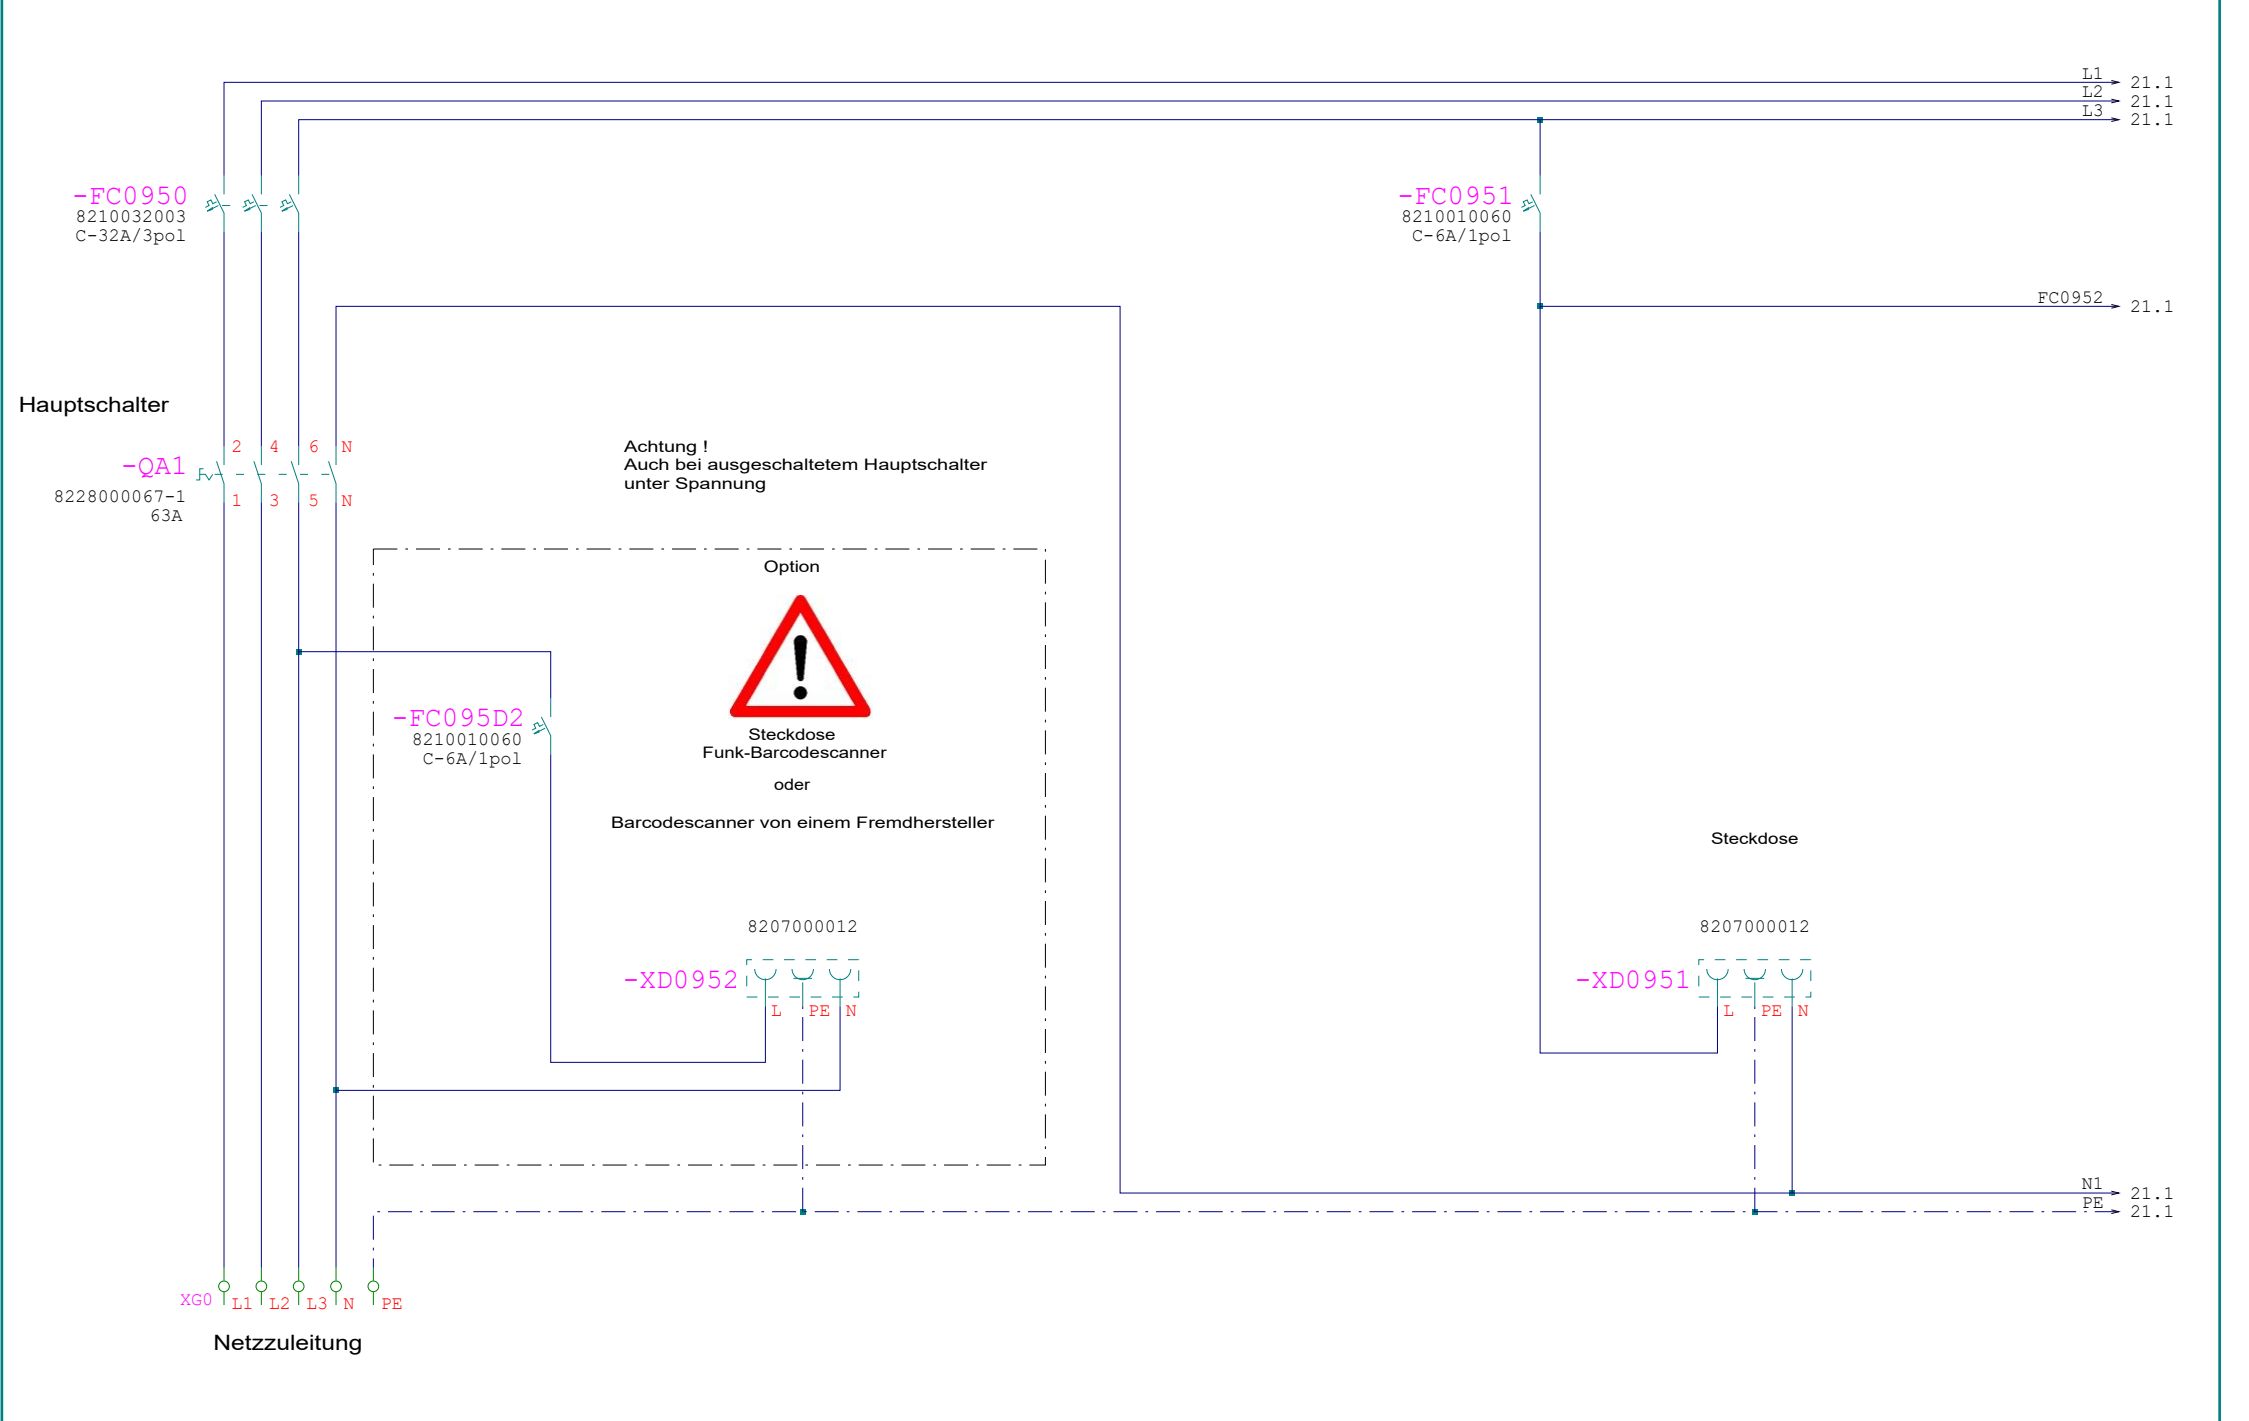 L1
21.1
L2
21.1
L3
21.1
-FC0950
8210032003
C-32A/3pol
-FC0951
8210010060
C-6A/1pol
FC0952
21.1
Hauptschalter
2 4 6 N
-QA1
8228000067-1
63A
1 3 5 N
Achtung !
Auch bei ausgeschaltetem Hauptschalter
unter Spannung
Option
-FC095D2
8210010060
C-6A/1pol
Steckdose
Funk-Barcodescanner
oder
Barcodescanner von einem Fremdhersteller
Steckdose
8207000012
-XD0952
L PE N
8207000012
-XD0951
L PE N
N1
21.1
PE
21.1
XG0 L1 L2 L3 N PE
Netzzuleitung